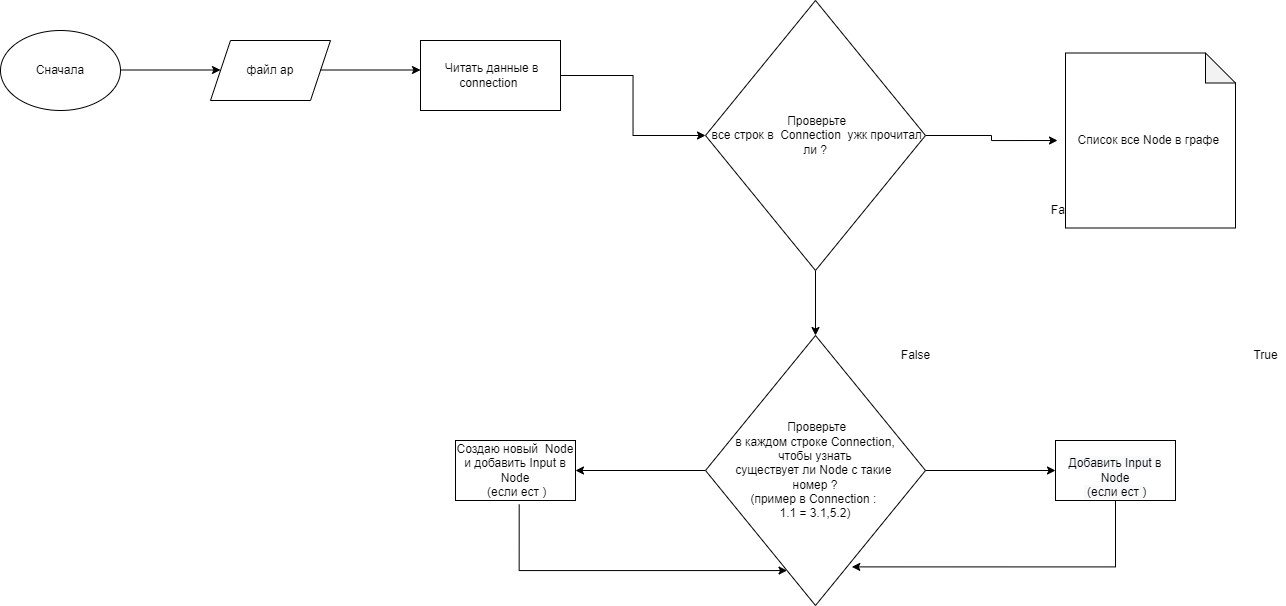 Сначала
файл ap
Читать данные в
connection
Проверьте
все строк в Connection ужк прочитал
ли ?
Список все Node в графе
Fa
False
True
Проверьте
в каждом строке Connection,
чтобы узнать
существует ли Node с такие
номер ?
(пример в Connection :
1.1 = 3.1,5.2)
Создаю новый Node
и добавить Input в
Node
(если ест )
Добавить Input в
Node
(если ест )